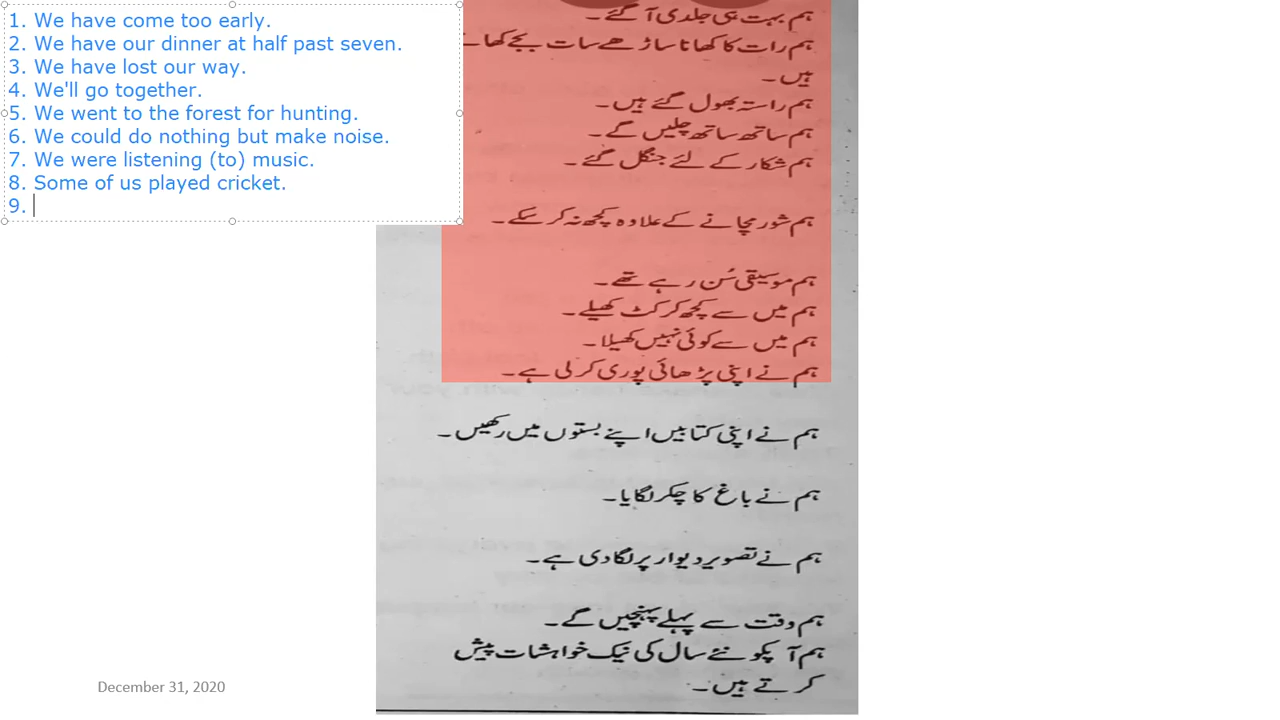 1. We have come too early.
2. We have our dinner at half past seven.
3. We have lost our way.
4. We'll go together.
5. We went to the forest for hunting.
6. We could do nothing but make noise.
7. We were listening (to) music.
8. Some of us played cricket.
9.
ہم بہت ہی جلدی آ گئے۔
ہم رات کا کھانا ساڑھے سات بجے کھاتے
ہیں۔
ہم راستہ بھول گئے ہیں۔
ہم ساتھ ساتھ چلیں گے۔
ہم شکار کے لئے جنگل گئے۔
ہم شور مچانے کے علاوہ کچھ نہ کر سکے۔
ہم موسیقی سُن رہے تھے۔
ہم میں سے کچھ کرکٹ کھیلے۔
ہم میں سے کوئی نہیں کھیلا۔
ہم نے اپنی پڑھائی پوری کر لی ہے۔
ہم نے اپنی کتابیں اپنے بستوں میں رکھیں۔
ہم نے باغ کا چکر لگایا۔
ہم نے تصویر دیوار پر لگا دی ہے۔
ہم وقت سے پہلے پہنچیں گے۔
ہم آپکو نئے سال کی نیک خواہشات پیش
کرتے ہیں۔
December 31, 2020